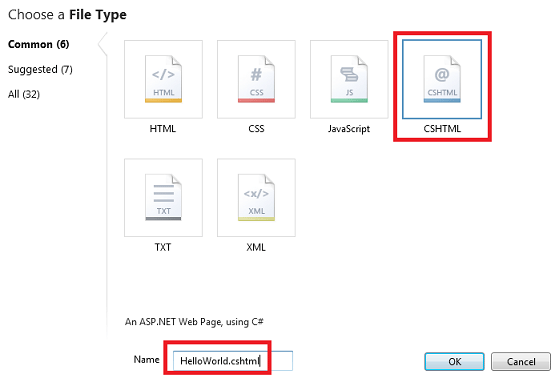 Choose a File Type
Common (6)
Suggested (7)
All (32)
</> # JS @
HTML CSS CSHTML
HTML CSS JavaScript CSHTML
TXT <x/> XML
TXT XML
An ASP.NET Web Page, using C#
Name HelloWorld.cshtml
OK Cancel